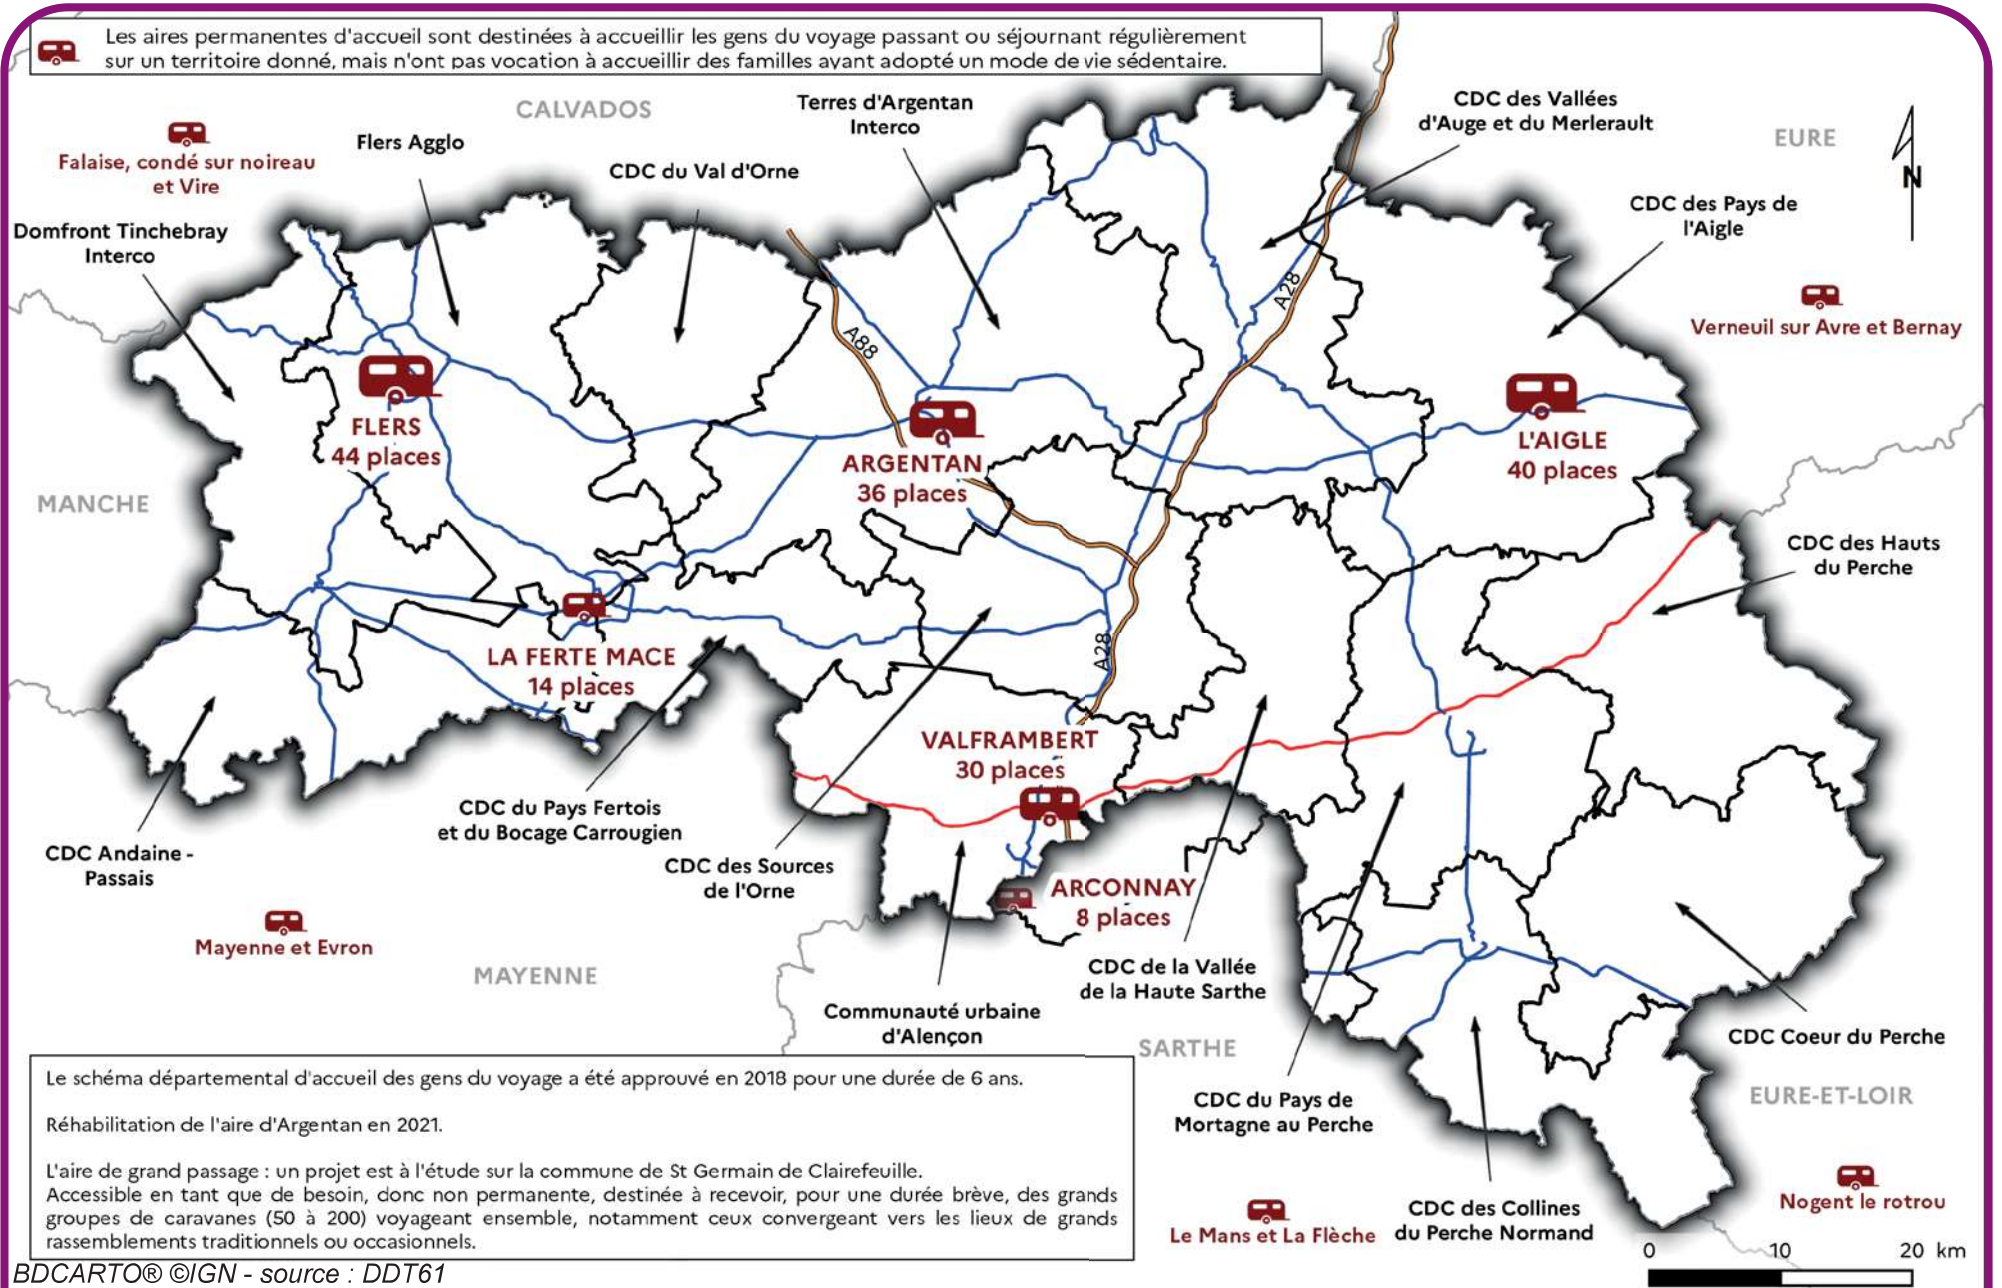 Les aires permanentes d'accueil sont destinées à accueillir les gens du voyage passant ou séjournant régulièrement
sur un territoire donné, mais n'ont pas vocation à accueillir des familles ayant adopté un mode de vie sédentaire.
CALVADOS
Terres d'Argentan
Interco
CDC des Vallées
d'Auge et du Merlerault
EURE
N
Falaise, condé sur noireau
et Vire
Flers Agglo
CDC du Val d'Orne
CDC des Pays de
l'Aigle
Domfront Tinchebray
Interco
A28
Verneuil sur Avre et Bernay
A88
FLERS
44 places
ARGENTAN
36 places
L'AIGLE
40 places
MANCHE
CDC des Hauts
du Perche
LA FERTE MACE
14 places
A28
VALFRAMBERT
30 places
CDC du Pays Fertois
et du Bocage Carrougien
CDC Andaine -
Passais
CDC des Sources
de l'Orne
ARCONNAY
8 places
Mayenne et Evron
MAYENNE
CDC de la Vallée
de la Haute Sarthe
Communauté urbaine
d'Alençon
CDC Coeur du Perche
SARTHE
EURE-ET-LOIR
CDC du Pays de
Mortagne au Perche
Le schéma départemental d'accueil des gens du voyage a été approuvé en 2018 pour une durée de 6 ans.
Réhabilitation de l'aire d'Argentan en 2021.
L'aire de grand passage : un projet est à l'étude sur la commune de St Germain de Clairefeuille.
Accessible en tant que de besoin, donc non permanente, destinée à recevoir, pour une durée brève, des grands
groupes de caravanes (50 à 200) voyageant ensemble, notamment ceux convergeant vers les lieux de grands
rassemblements traditionnels ou occasionnels.
Le Mans et La Flèche
CDC des Collines
du Perche Normand
Nogent le rotrou
0 10 20 km
BDCARTO® ©IGN - source : DDT61